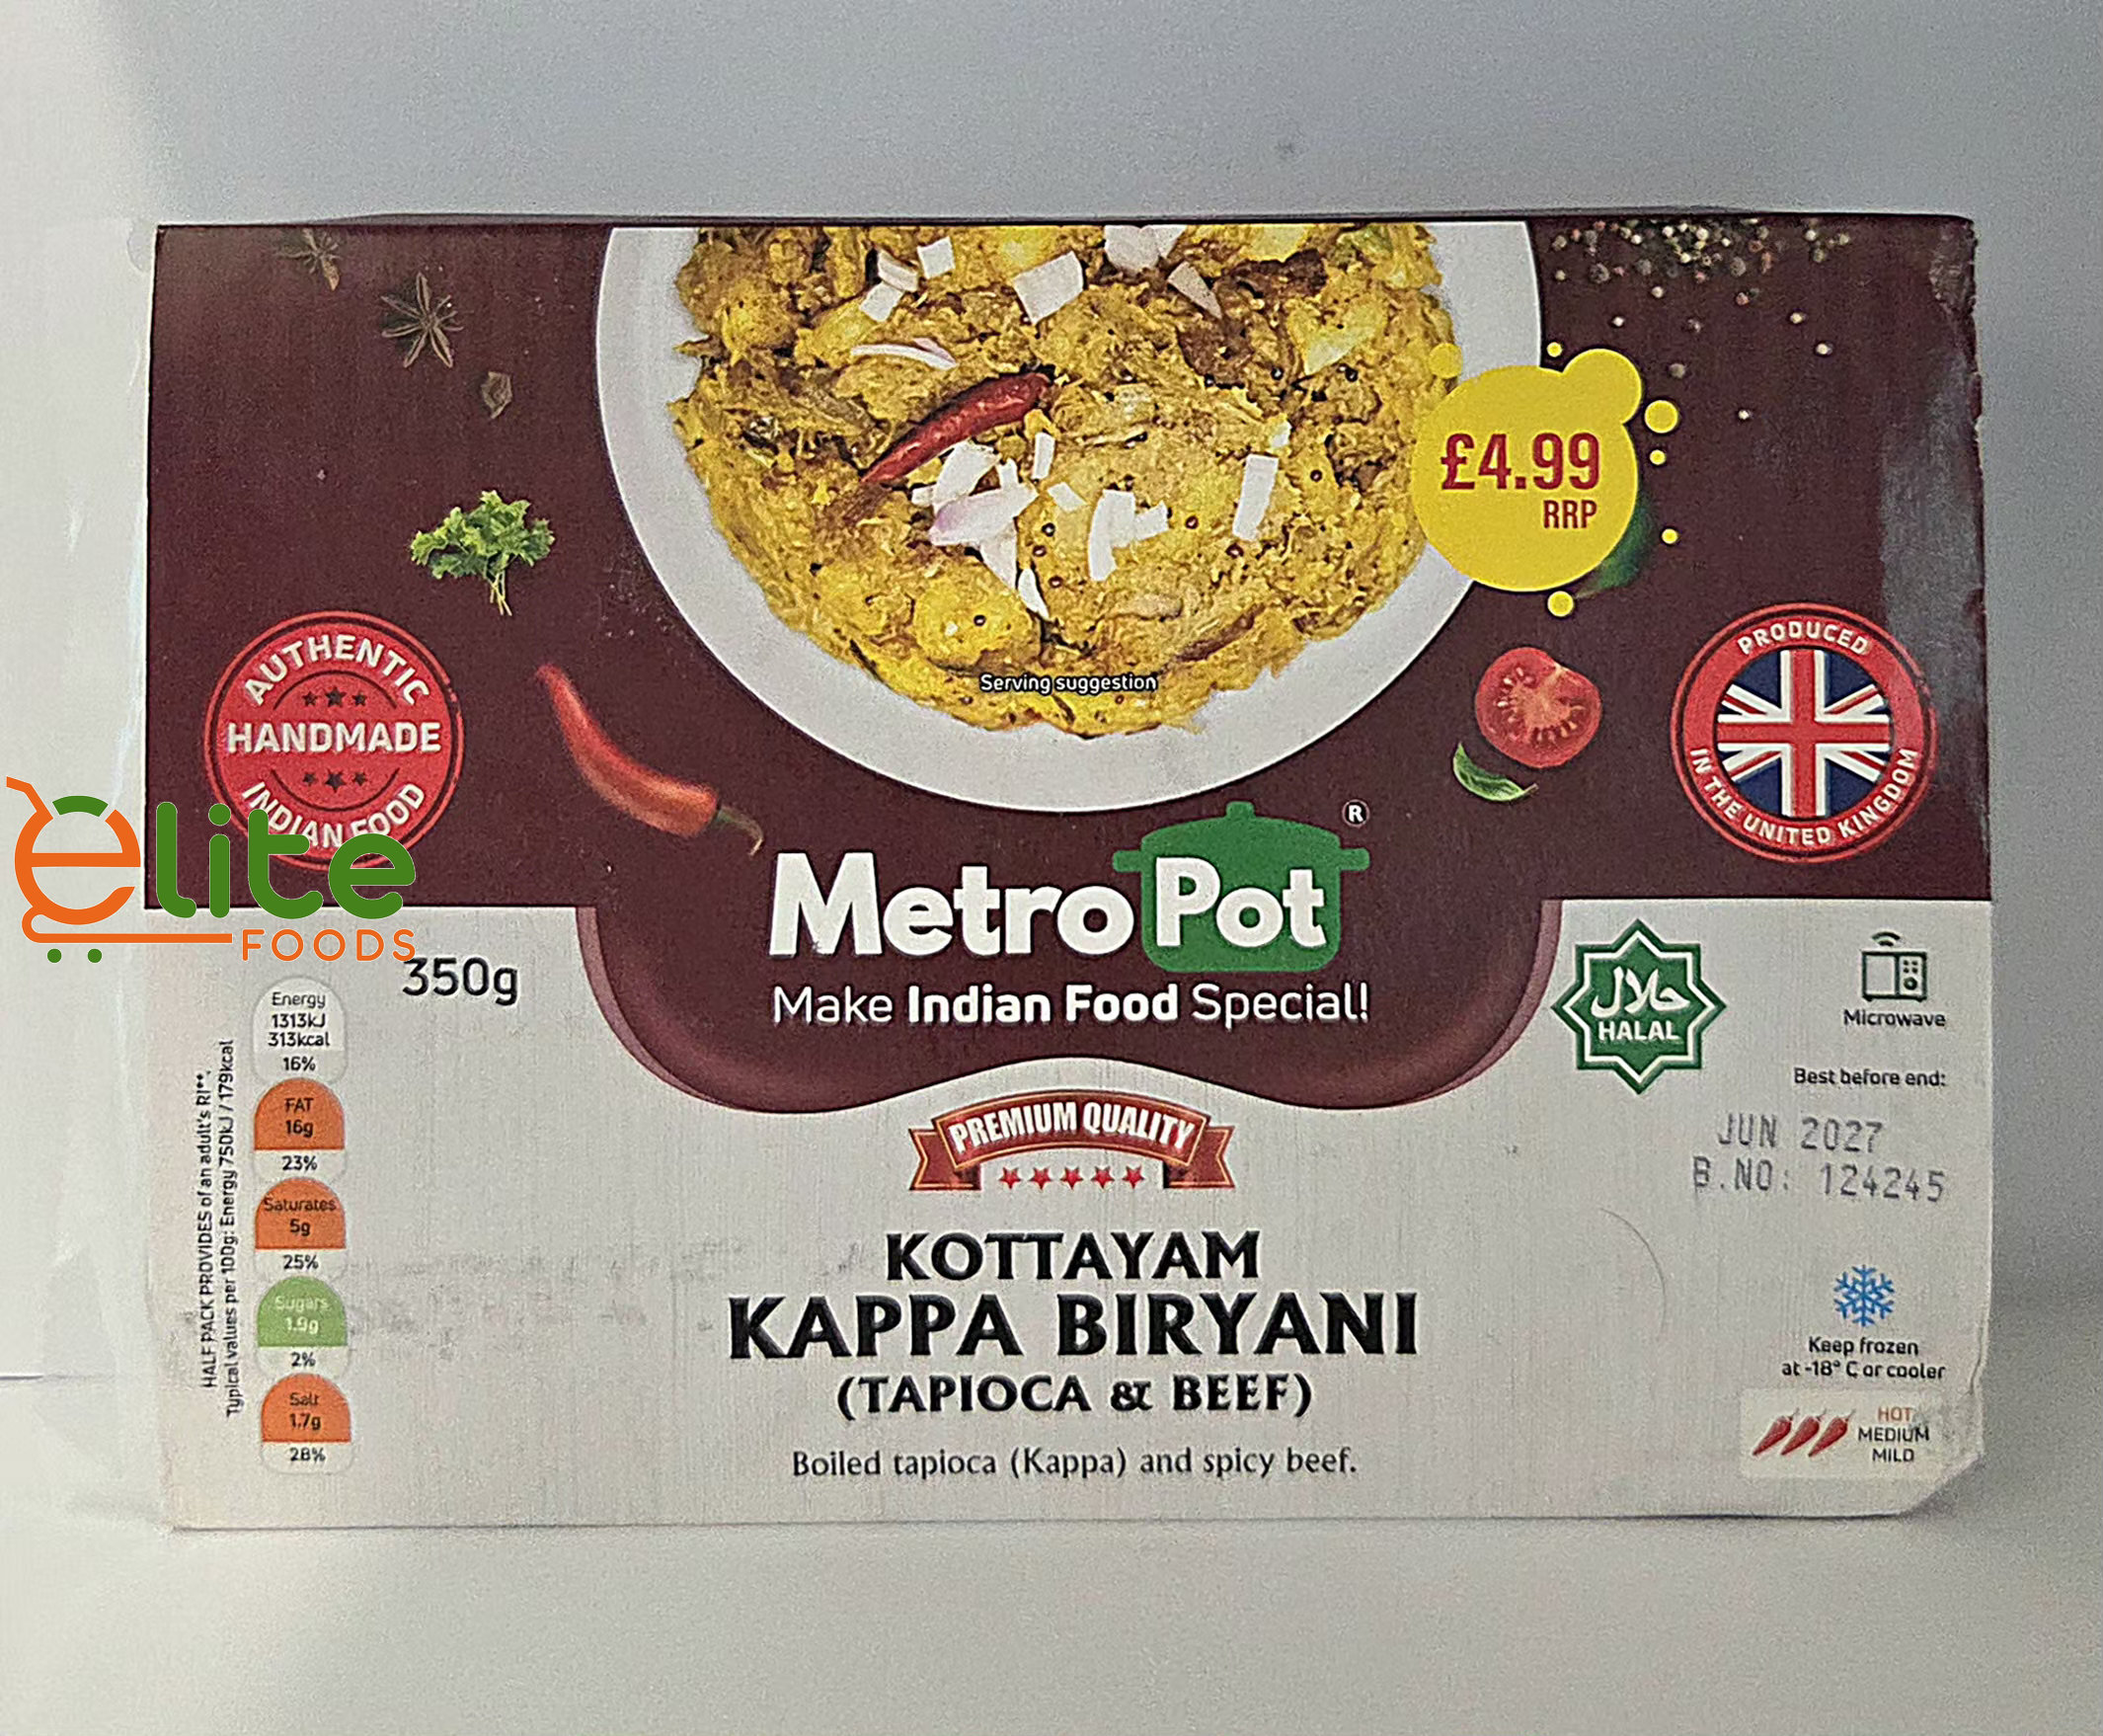 Serving suggestion
£4.99
RRP
AUTHENTIC
HANDMADE
INDIAN FOOD
PRODUCED
IN THE UNITED KINGDOM
elite
FOODS
Metro Pot ®
Make Indian Food Special!
350g
Energy
1313kJ
313kcal
16%
FAT
16g
23%
Saturates
5g
25%
Sugars
1.9g
2%
Salt
1.7g
28%
HALF PACK PROVIDES of an adult's RI**.
Typical values per 100g: Energy 750kJ / 179kcal
PREMIUM QUALITY
KOTTAYAM
KAPPA BIRYANI
(TAPIOCA & BEEF)
Boiled tapioca (Kappa) and spicy beef.
حلال
HALAL
Microwave
Best before end:
JUN 2027
B.NO: 124245
Keep frozen
at -18° C or cooler
HOT
MEDIUM
MILD